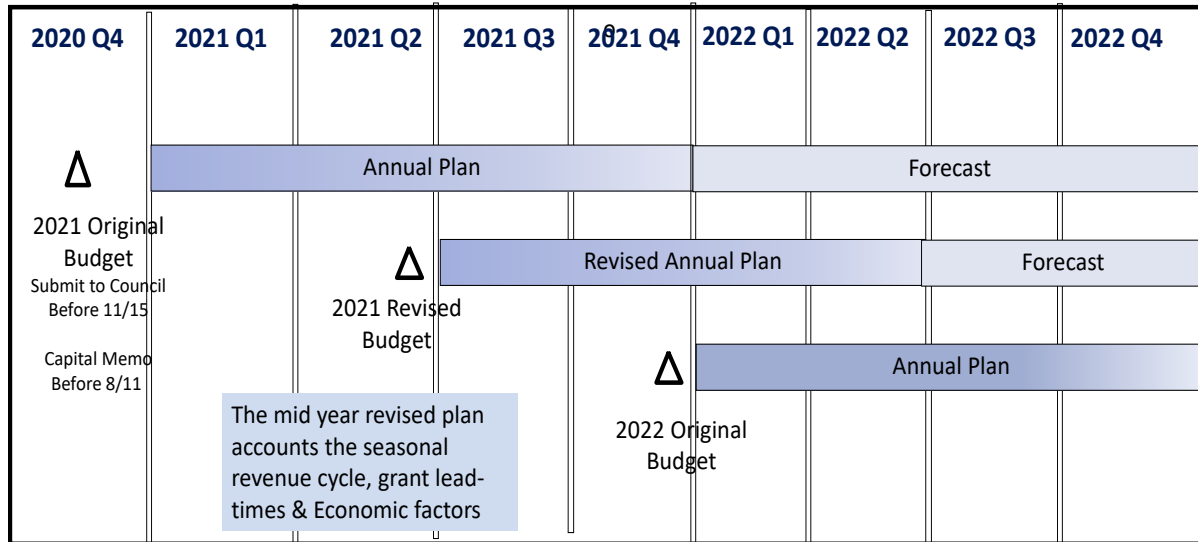 2020 Q4 2021 Q1 2021 Q2 2021 Q3 2021 Q4 2022 Q1 2022 Q2 2022 Q3 2022 Q4
Annual Plan Forecast
2021 Original
Budget
Submit to Council
Before 11/15
Revised Annual Plan Forecast
2021 Revised
Budget
Capital Memo
Before 8/11
Annual Plan
2022 Original
Budget
The mid year revised plan
accounts the seasonal
revenue cycle, grant lead-
times & Economic factors